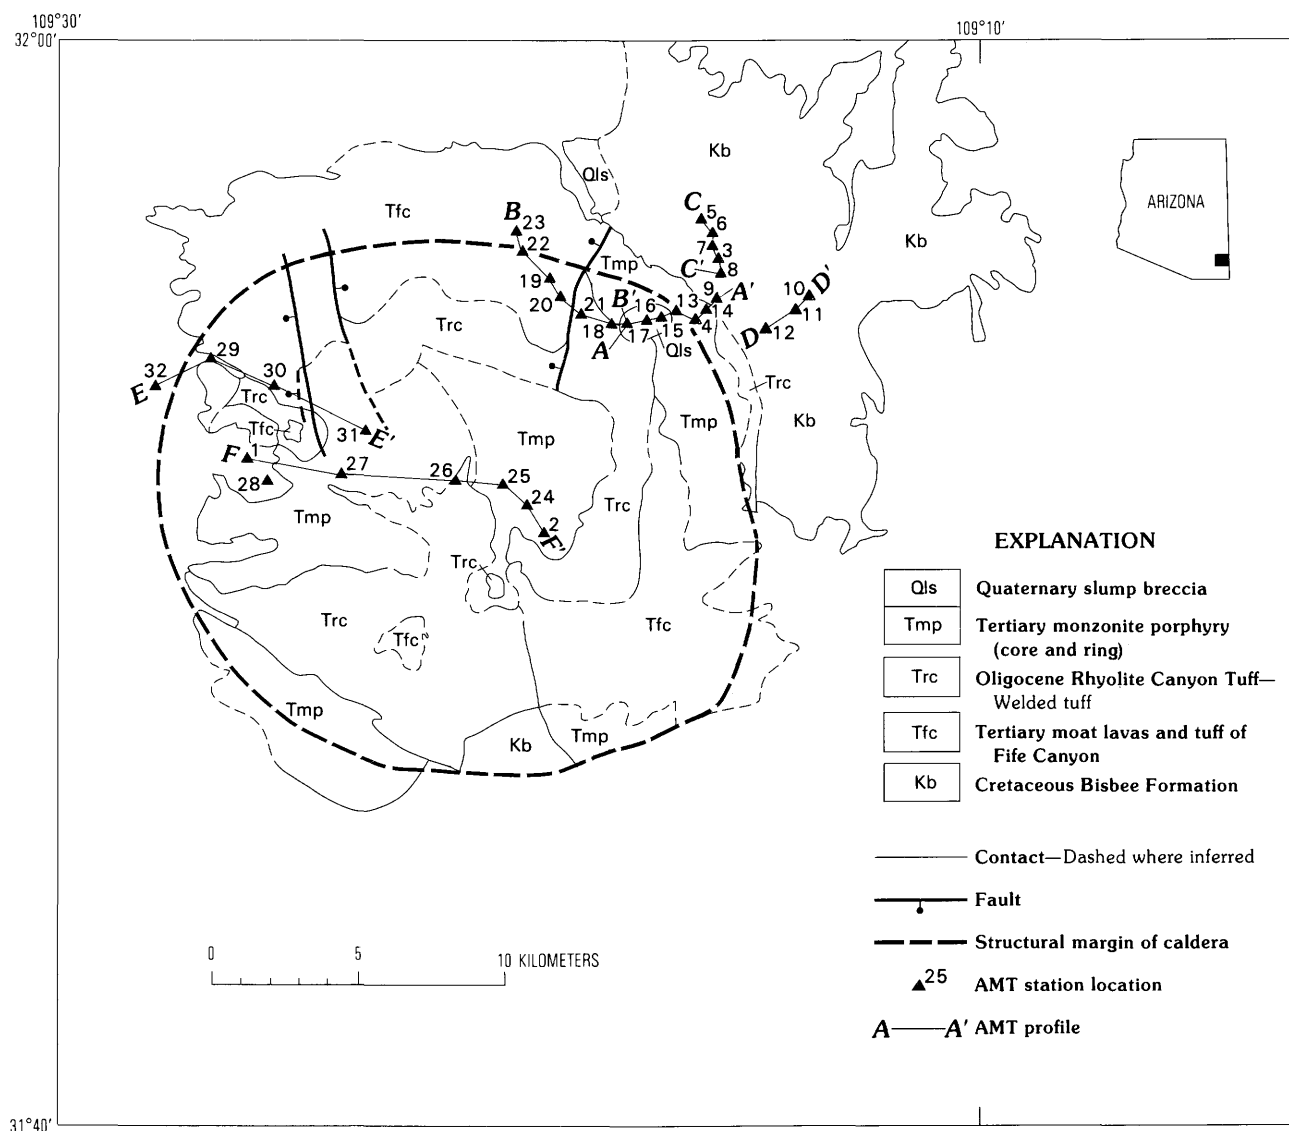 109°30′
109°10′
32°00′
Kb
ARIZONA
Qls
Tfc
C 5
6
B 23
Kb
7 3
22
C′ 8
Tmp
9 A′
10 D′
19
B′ 16 13
20
21
14
11
18 17 15 4
D 12
Trc
A
Qls
29
32
E
30
Trc
Trc
Tmp
Kb
Tfc
31 E′
Tmp
F 1
27
26
25
28
24
Trc
Tmp
2
F′
EXPLANATION
Trc
Qls Quaternary slump breccia
Trc
Tfc
Tfc
Tmp Tertiary monzonite porphyry
(core and ring)
Trc Oligocene Rhyolite Canyon Tuff—
Welded tuff
Tmp
Kb
Tmp
Tfc Tertiary moat lavas and tuff of
Fife Canyon
Kb Cretaceous Bisbee Formation
Contact—Dashed where inferred
Fault
Structural margin of caldera
0 5 10 KILOMETERS
25 AMT station location
A A′ AMT profile
31°40′